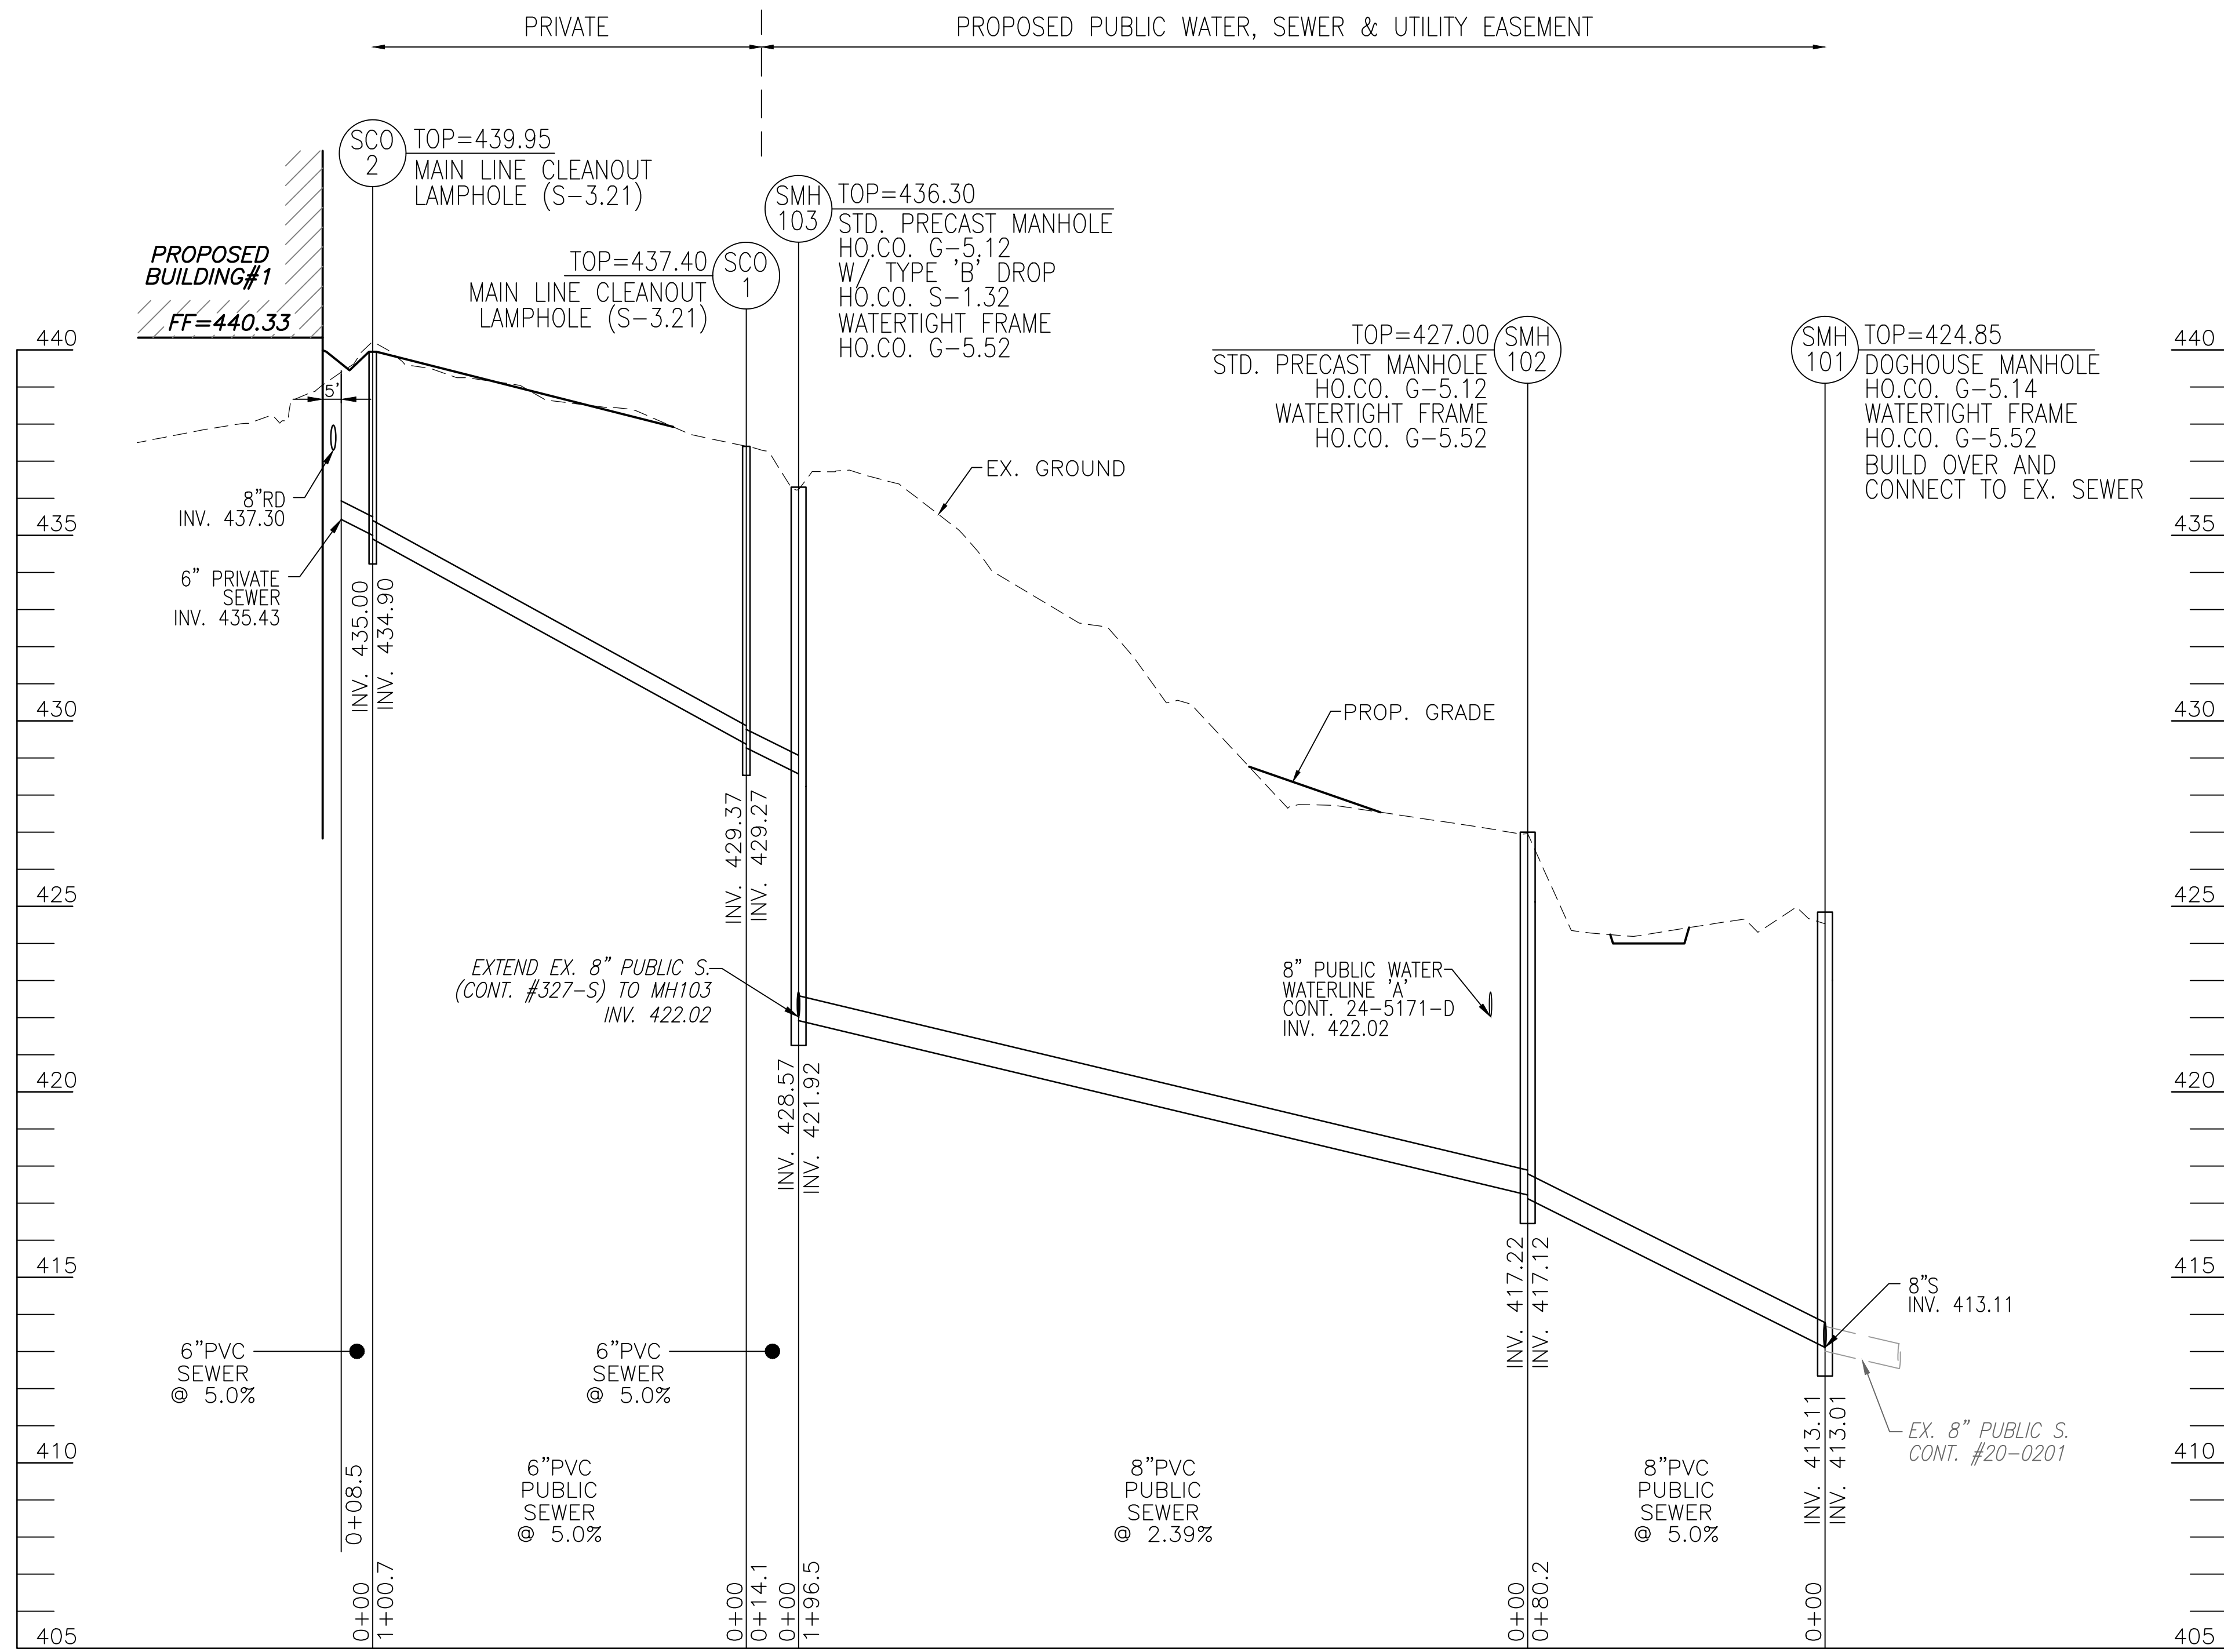 PRIVATE
PROPOSED PUBLIC WATER, SEWER & UTILITY EASEMENT
SCO
2
TOP=439.95
MAIN LINE CLEANOUT
LAMPHOLE (S-3.21)
SMH
103
TOP=436.30
STD. PRECAST MANHOLE
HO.CO. G-5.12
W/ TYPE 'B' DROP
HO.CO. S-1.32
WATERTIGHT FRAME
HO.CO. G-5.52
PROPOSED
BUILDING#1
FF=440.33
TOP=437.40
SCO
1
MAIN LINE CLEANOUT
LAMPHOLE (S-3.21)
TOP=427.00
SMH
102
STD. PRECAST MANHOLE
HO.CO. G-5.12
WATERTIGHT FRAME
HO.CO. G-5.52
SMH
101
TOP=424.85
DOGHOUSE MANHOLE
HO.CO. G-5.14
WATERTIGHT FRAME
HO.CO. G-5.52
BUILD OVER AND
CONNECT TO EX. SEWER
440
435
430
425
420
415
410
405
440
435
430
425
420
415
410
405
5'
8"RD
INV. 437.30
6" PRIVATE
SEWER
INV. 435.43
INV. 435.00
INV. 434.90
EX. GROUND
PROP. GRADE
INV. 429.37
INV. 429.27
EXTEND EX. 8" PUBLIC S.
(CONT. #327-S) TO MH103
INV. 422.02
8" PUBLIC WATER
WATERLINE 'A'
CONT. 24-5171-D
INV. 422.02
INV. 428.57
INV. 421.92
INV. 417.22
INV. 417.12
8"S
INV. 413.11
INV. 413.11
INV. 413.01
EX. 8" PUBLIC S.
CONT. #20-0201
6"PVC
SEWER
@ 5.0%
6"PVC
SEWER
@ 5.0%
6"PVC
PUBLIC
SEWER
@ 5.0%
8"PVC
PUBLIC
SEWER
@ 2.39%
8"PVC
PUBLIC
SEWER
@ 5.0%
0+08.5
0+00
1+00.7
0+00
0+14.1
0+00
1+96.5
0+00
0+80.2
0+00